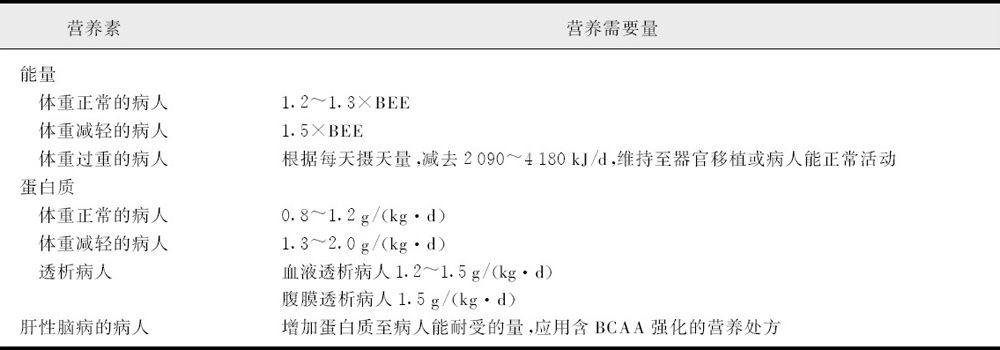 营养素 营养需要量
能量
体重正常的病人 1.2～1.3×BEE
体重减轻的病人 1.5×BEE
体重过重的病人 根据每天摄天量,减去2 090～4 180 kJ/d,维持至器官移植或病人能正常活动
蛋白质
体重正常的病人 0.8～1.2 g/(kg·d)
体重减轻的病人 1.3～2.0 g/(kg·d)
透析病人 血液透析病人1.2～1.5 g/(kg·d)
腹膜透析病人1.5 g/(kg·d)
肝性脑病的病人 增加蛋白质至病人能耐受的量,应用含BCAA强化的营养处方